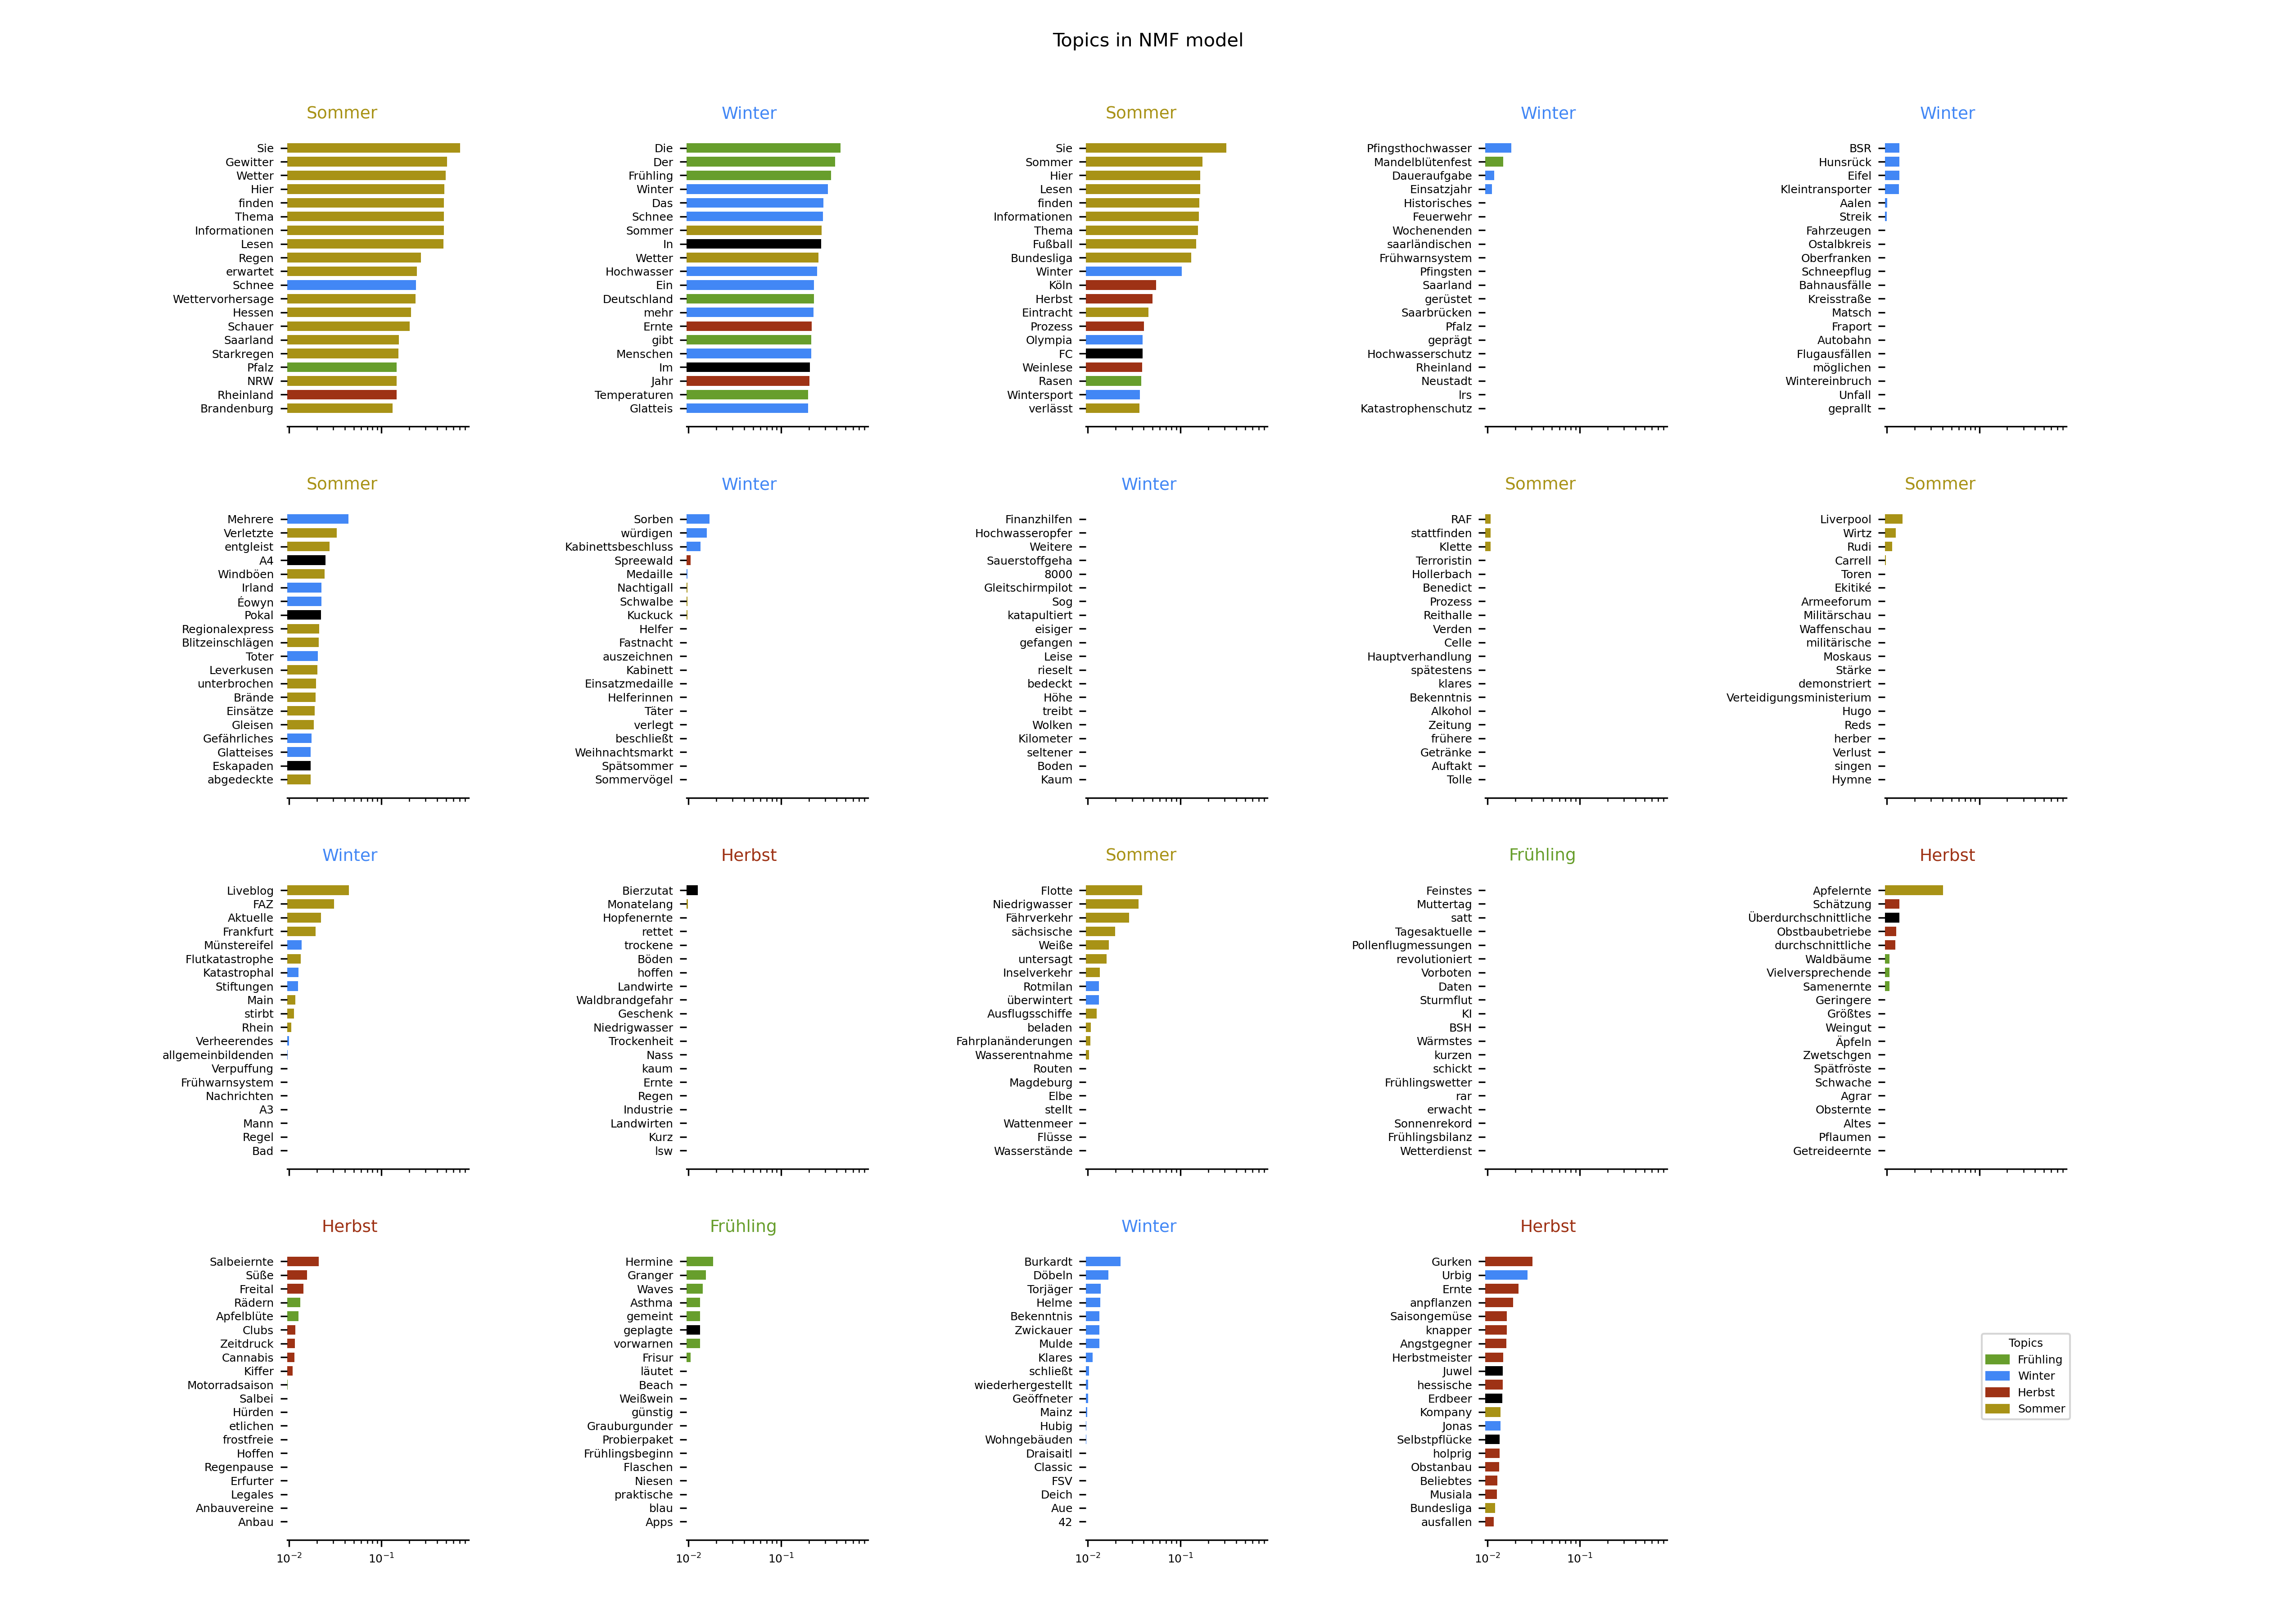 Topics in NMF model
Sommer
Sie
Gewitter
Wetter
Hier
finden
Thema
Informationen
Lesen
Regen
erwartet
Schnee
Wettervorhersage
Hessen
Schauer
Saarland
Starkregen
Pfalz
NRW
Rheinland
Brandenburg
Winter
Die
Der
Frühling
Winter
Das
Schnee
Sommer
In
Wetter
Hochwasser
Ein
Deutschland
mehr
Ernte
gibt
Menschen
Im
Jahr
Temperaturen
Glatteis
Sommer
Sie
Sommer
Hier
Lesen
finden
Informationen
Thema
Fußball
Bundesliga
Winter
Köln
Herbst
Eintracht
Prozess
Olympia
FC
Weinlese
Rasen
Wintersport
verlässt
Winter
Pfingsthochwasser
Mandelblütenfest
Daueraufgabe
Einsatzjahr
Historisches
Feuerwehr
Wochenenden
saarländischen
Frühwarnsystem
Pfingsten
Saarland
gerüstet
Saarbrücken
Pfalz
geprägt
Hochwasserschutz
Rheinland
Neustadt
lrs
Katastrophenschutz
Winter
BSR
Hunsrück
Eifel
Kleintransporter
Aalen
Streik
Fahrzeugen
Ostalbkreis
Oberfranken
Schneepflug
Bahnausfälle
Kreisstraße
Matsch
Fraport
Autobahn
Flugausfällen
möglichen
Wintereinbruch
Unfall
geprallt
Sommer
Mehrere
Verletzte
entgleist
A4
Windböen
Irland
Éowyn
Pokal
Regionalexpress
Blitzeinschlägen
Toter
Leverkusen
unterbrochen
Brände
Einsätze
Gleisen
Gefährliches
Glatteises
Eskapaden
abgedeckte
Winter
Sorben
würdigen
Kabinettsbeschluss
Spreewald
Medaille
Nachtigall
Schwalbe
Kuckuck
Helfer
Fastnacht
auszeichnen
Kabinett
Einsatzmedaille
Helferinnen
Täter
verlegt
beschließt
Weihnachtsmarkt
Spätsommer
Sommervögel
Winter
Finanzhilfen
Hochwasseropfer
Weitere
Sauerstoffgeha
8000
Gleitschirmpilot
Sog
katapultiert
eisiger
gefangen
Leise
rieselt
bedeckt
Höhe
treibt
Wolken
Kilometer
seltener
Boden
Kaum
Sommer
RAF
stattfinden
Klette
Terroristin
Hollerbach
Benedict
Prozess
Reithalle
Verden
Celle
Hauptverhandlung
spätestens
klares
Bekenntnis
Alkohol
Zeitung
frühere
Getränke
Auftakt
Tolle
Sommer
Liverpool
Wirtz
Rudi
Carrell
Toren
Ekitiké
Armeeforum
Militärschau
Waffenschau
militärische
Moskaus
Stärke
demonstriert
Verteidigungsministerium
Hugo
Reds
herber
Verlust
singen
Hymne
Winter
Liveblog
FAZ
Aktuelle
Frankfurt
Münstereifel
Flutkatastrophe
Katastrophal
Stiftungen
Main
stirbt
Rhein
Verheerendes
allgemeinbildenden
Verpuffung
Frühwarnsystem
Nachrichten
A3
Mann
Regel
Bad
Herbst
Bierzutat
Monatelang
Hopfenernte
rettet
trockene
Böden
hoffen
Landwirte
Waldbrandgefahr
Geschenk
Niedrigwasser
Trockenheit
Nass
kaum
Ernte
Regen
Industrie
Landwirten
Kurz
lsw
Sommer
Flotte
Niedrigwasser
Fährverkehr
sächsische
Weiße
untersagt
Inselverkehr
Rotmilan
überwintert
Ausflugsschiffe
beladen
Fahrplanänderungen
Wasserentnahme
Routen
Magdeburg
Elbe
stellt
Wattenmeer
Flüsse
Wasserstände
Frühling
Feinstes
Muttertag
satt
Tagesaktuelle
Pollenflugmessungen
revolutioniert
Vorboten
Daten
Sturmflut
KI
BSH
Wärmstes
kurzen
schickt
Frühlingswetter
rar
erwacht
Sonnenrekord
Frühlingsbilanz
Wetterdienst
Herbst
Apfelernte
Schätzung
Überdurchschnittliche
Obstbaubetriebe
durchschnittliche
Waldbäume
Vielversprechende
Samenernte
Geringere
Größtes
Weingut
Äpfeln
Zwetschgen
Spätfröste
Schwache
Agrar
Obsternte
Altes
Pflaumen
Getreideernte
Herbst
Salbeiernte
Süße
Freital
Rädern
Apfelblüte
Clubs
Zeitdruck
Cannabis
Kiffer
Motorradsaison
Salbei
Hürden
etlichen
frostfreie
Hoffen
Regenpause
Erfurter
Legales
Anbauvereine
Anbau
10⁻² 10⁻¹
Frühling
Hermine
Granger
Waves
Asthma
gemeint
geplagte
vorwarnen
Frisur
läutet
Beach
Weißwein
günstig
Grauburgunder
Probierpaket
Frühlingsbeginn
Flaschen
Niesen
praktische
blau
Apps
10⁻² 10⁻¹
Winter
Burkardt
Döbeln
Torjäger
Helme
Bekenntnis
Zwickauer
Mulde
Klares
schließt
wiederhergestellt
Geöffneter
Mainz
Hubig
Wohngebäuden
Draisaitl
Classic
FSV
Deich
Aue
42
10⁻² 10⁻¹
Herbst
Gurken
Urbig
Ernte
anpflanzen
Saisongemüse
knapper
Angstgegner
Herbstmeister
Juwel
hessische
Erdbeer
Kompany
Jonas
Selbstpflücke
holprig
Obstanbau
Beliebtes
Musiala
Bundesliga
ausfallen
10⁻² 10⁻¹
Topics
Frühling
Winter
Herbst
Sommer